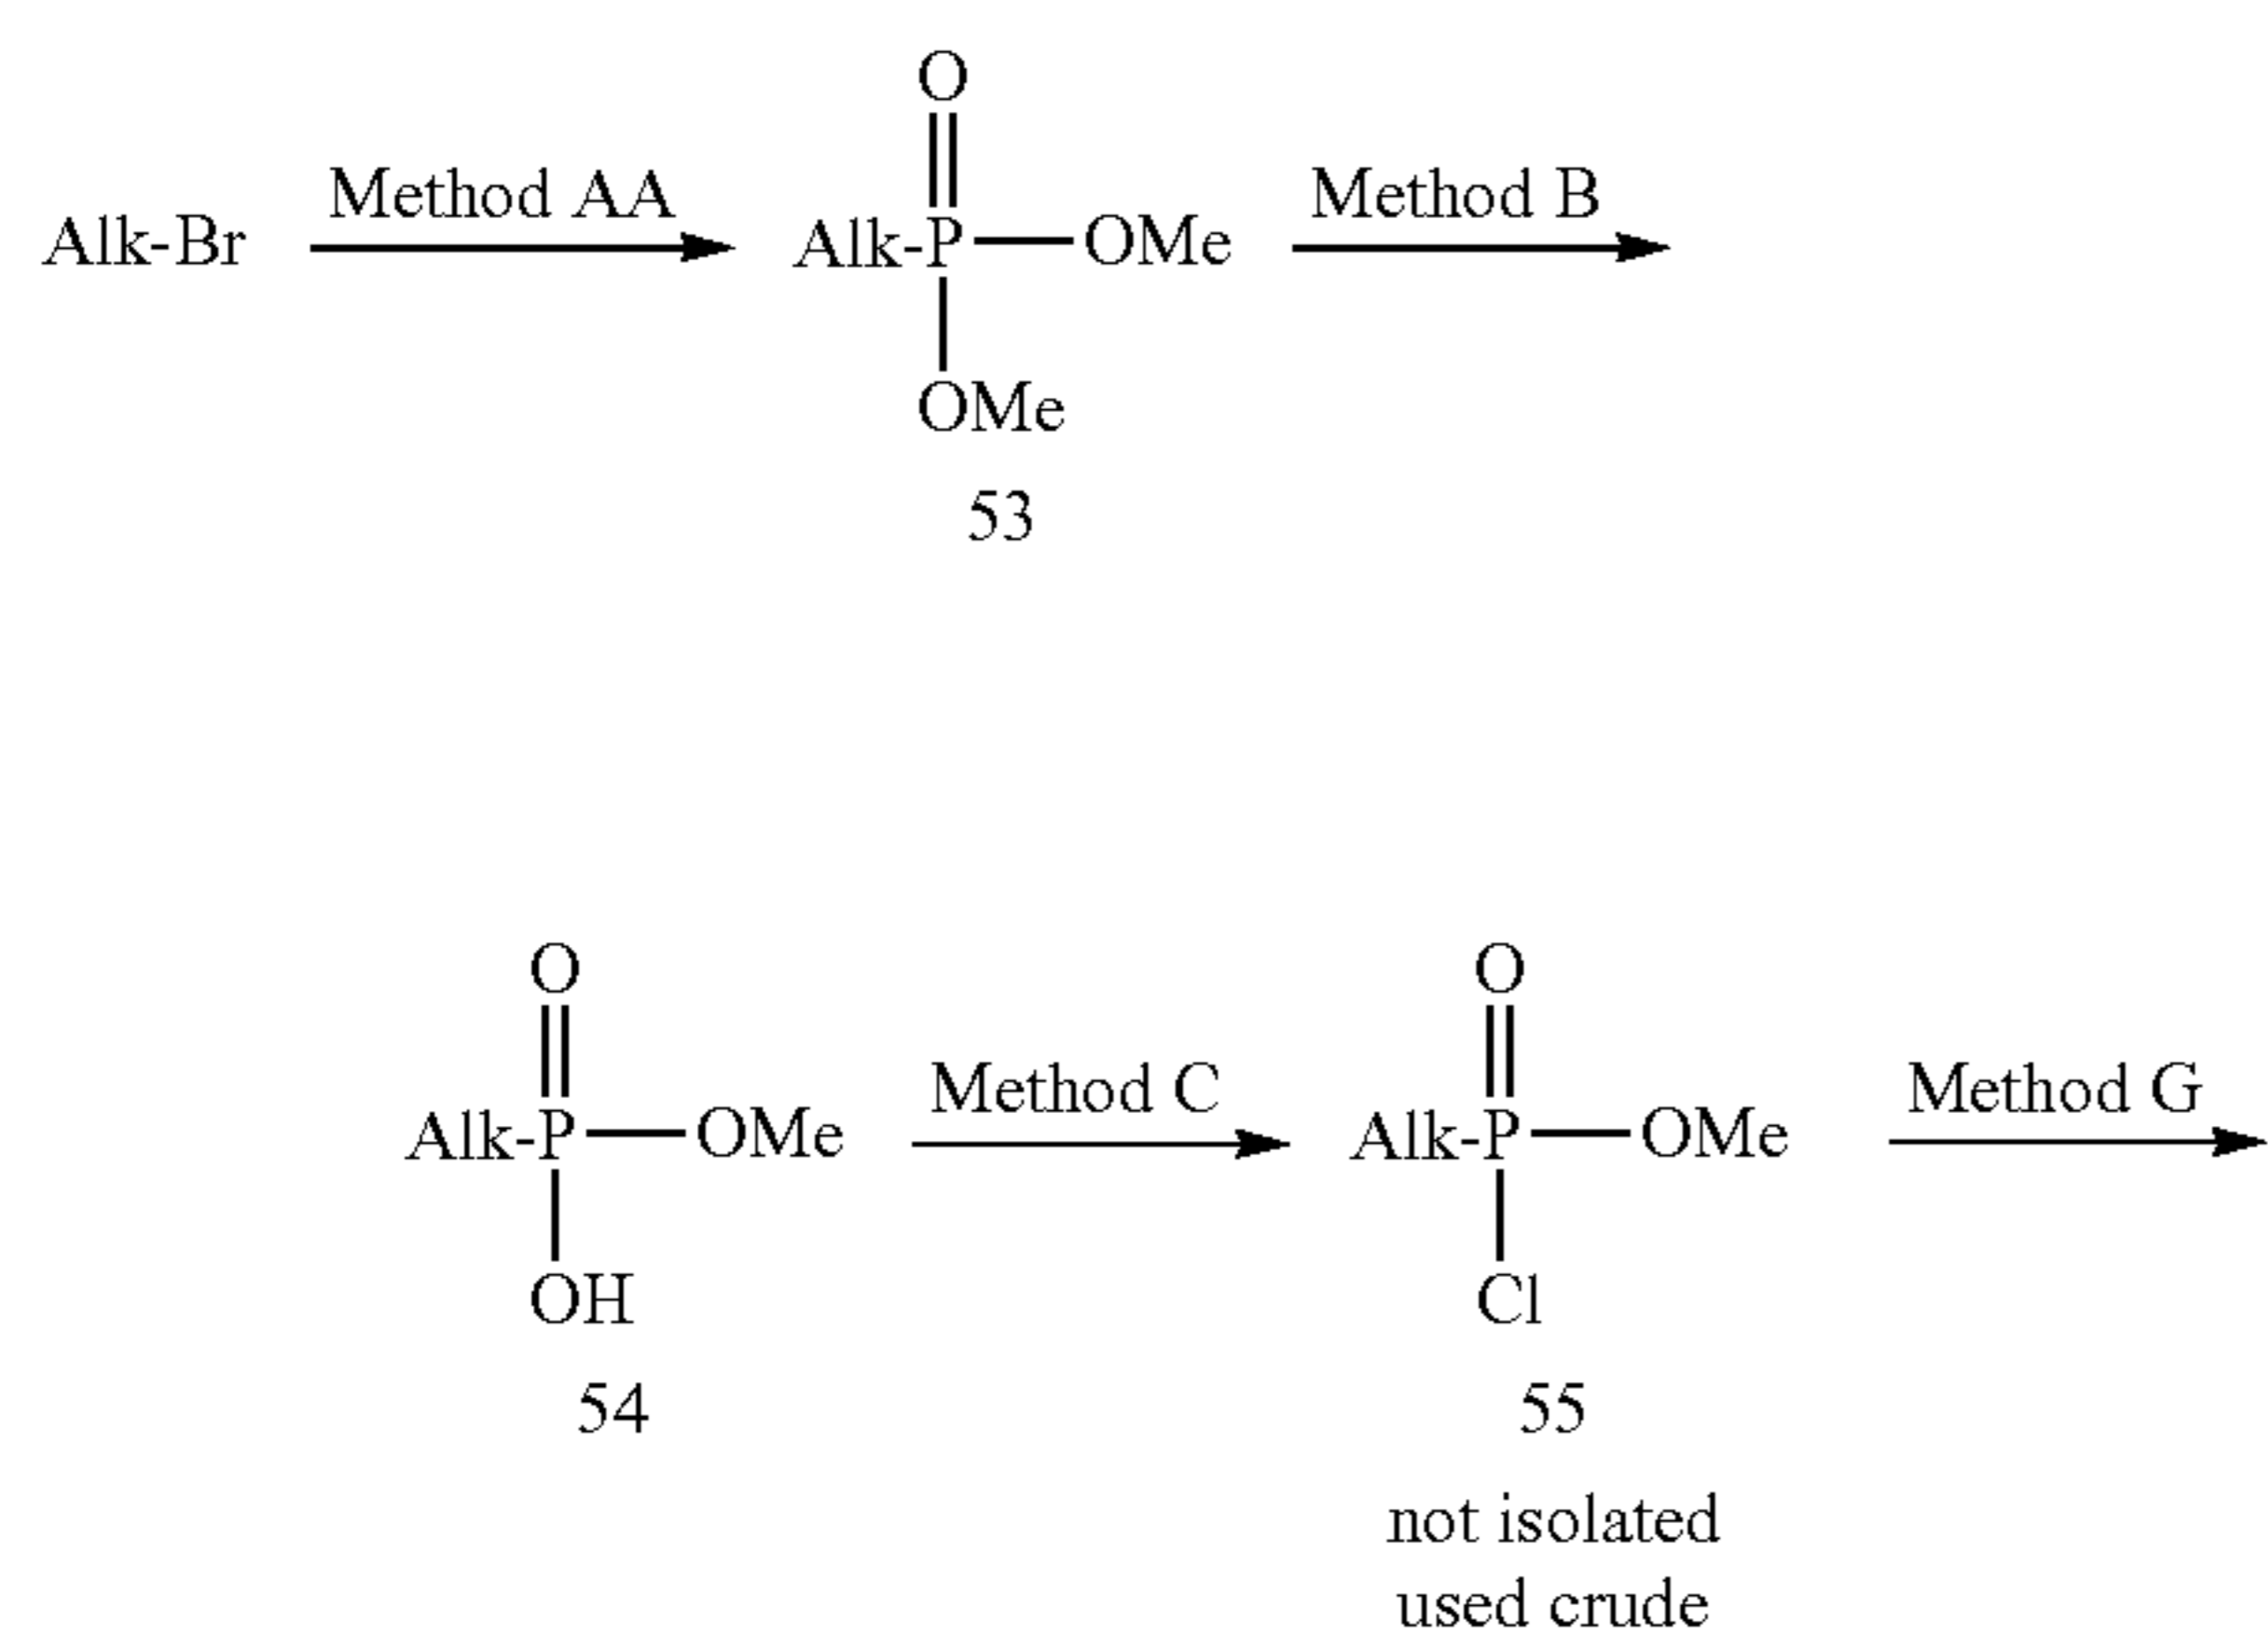 O
Alk-Br
Method AA
Alk-P
OMe
Method B
OMe
53
O
O
Alk-P
OMe
Method C
Alk-P
OMe
Method G
OH
Cl
54
55
not isolated
used crude